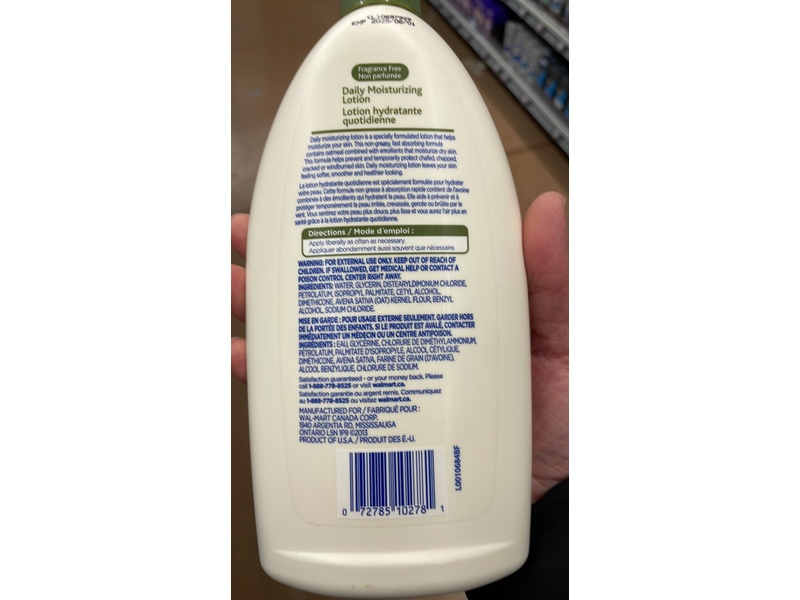 EXP 2026/06/01
Fragrance Free
Non parfumée
Daily Moisturizing
Lotion
Lotion hydratante
quotidienne
Daily moisturizing lotion is a specially formulated lotion that helps
moisturize your skin. This non-greasy, fast absorbing formula
contains oatmeal combined with emollients that moisturize dry skin.
This formula helps prevent and temporarily protect chafed, chapped,
cracked or windburned skin. Daily moisturizing lotion leaves your skin
feeling softer, smoother and healthier looking.
La lotion hydratante quotidienne est spécialement formulée pour hydrater
votre peau. Cette formule non grasse à absorption rapide contient de l'avoine
combinée à des émollients qui hydratent la peau. Elle aide à prévenir et à
protéger temporairement la peau irritée, crevassée, gercée ou brûlée par le
vent. Vous sentirez votre peau plus douce, plus lisse et vous aurez l'air plus en
santé grâce à la lotion hydratante quotidienne.
Directions / Mode d'emploi :
Apply liberally as often as necessary.
Appliquer abondamment aussi souvent que nécessaire.
WARNING: FOR EXTERNAL USE ONLY. KEEP OUT OF REACH OF
CHILDREN. IF SWALLOWED, GET MEDICAL HELP OR CONTACT A
POISON CONTROL CENTER RIGHT AWAY.
INGREDIENTS: WATER, GLYCERIN, DISTEARYLDIMONIUM CHLORIDE,
PETROLATUM, ISOPROPYL PALMITATE, CETYL ALCOHOL,
DIMETHICONE, AVENA SATIVA (OAT) KERNEL FLOUR, BENZYL
ALCOHOL, SODIUM CHLORIDE.
MISE EN GARDE : POUR USAGE EXTERNE SEULEMENT. GARDER HORS
DE LA PORTÉE DES ENFANTS. SI LE PRODUIT EST AVALÉ, CONTACTER
IMMÉDIATEMENT UN MÉDECIN OU UN CENTRE ANTIPOISON.
INGRÉDIENTS : EAU, GLYCÉRINE, CHLORURE DE DIMÉTHYLAMMONIUM,
PÉTROLATUM, PALMITATE D'ISOPROPYLE, ALCOOL CÉTYLIQUE,
DIMÉTHICONE, AVENA SATIVA, FARINE DE GRAIN (D'AVOINE),
ALCOOL BENZYLIQUE, CHLORURE DE SODIUM.
Satisfaction guaranteed - or your money back. Please
call 1-888-778-8525 or visit walmart.ca.
Satisfaction garantie ou argent remis. Communiquez
au 1-888-778-8525 ou visitez walmart.ca.
MANUFACTURED FOR / FABRIQUÉ POUR :
WAL-MART CANADA CORP.
1940 ARGENTIA RD, MISSISSAUGA
ONTARIO L5N 1P9 ©2013
PRODUCT OF U.S.A. / PRODUIT DES É.-U.
L0010684BF
0 72785 10278 1